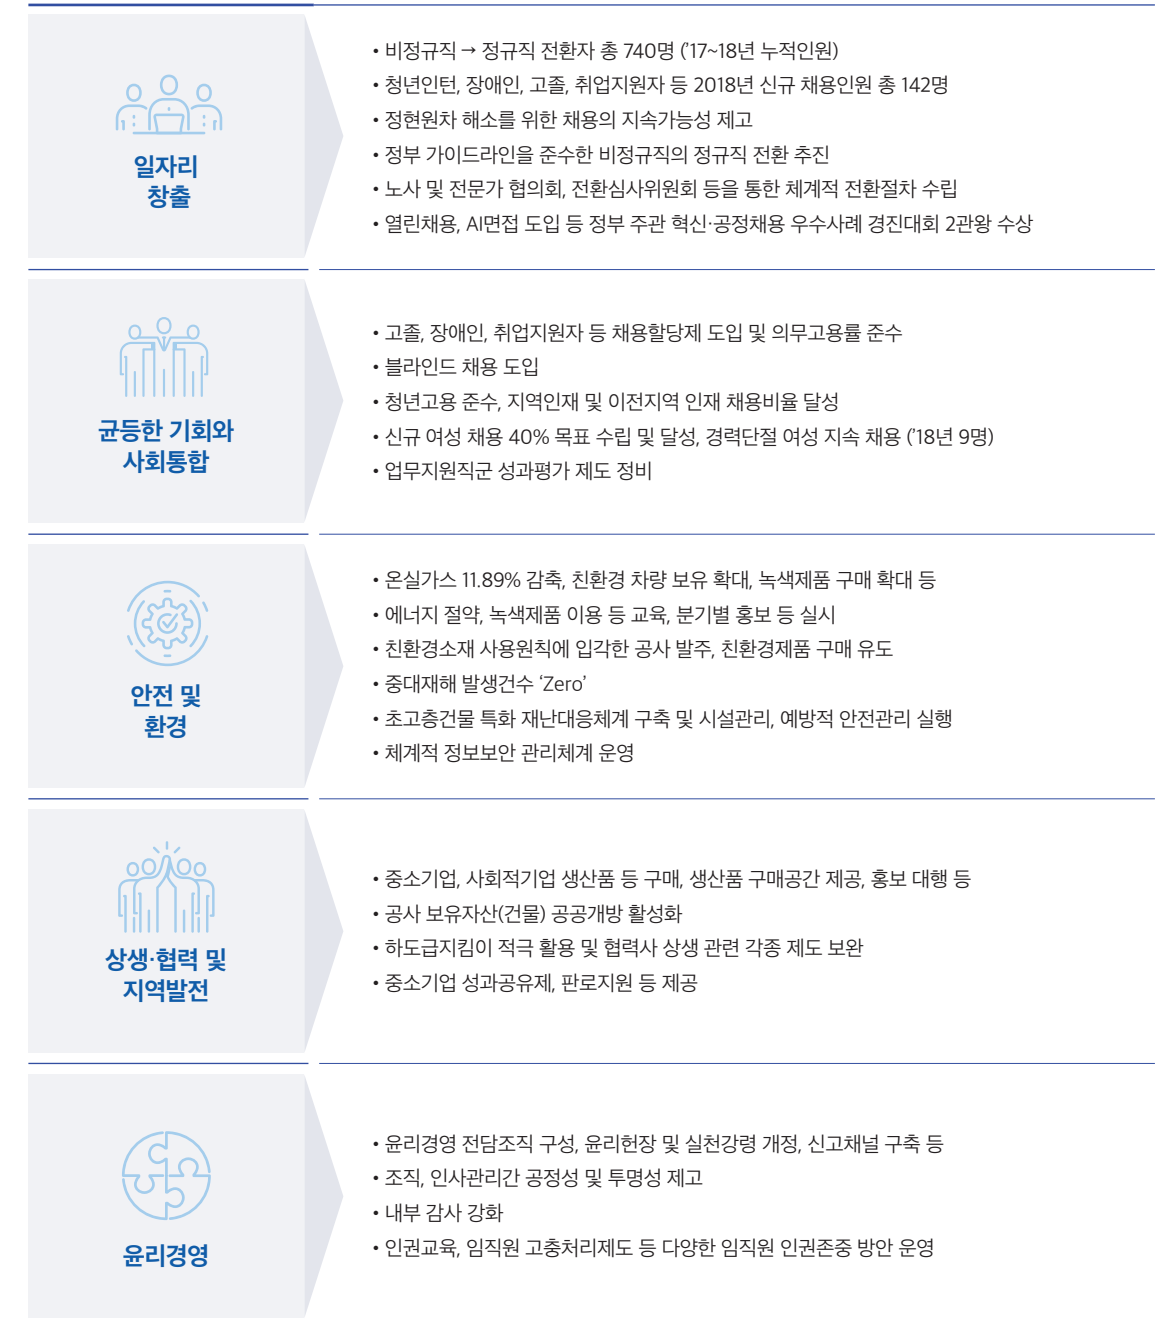 일자리
창출
• 비정규직 → 정규직 전환자 총 740명 ('17~18년 누적인원)
• 청년인턴, 장애인, 고졸, 취업지원자 등 2018년 신규 채용인원 총 142명
• 정현원차 해소를 위한 채용의 지속가능성 제고
• 정부 가이드라인을 준수한 비정규직의 정규직 전환 추진
• 노사 및 전문가 협의회, 전환심사위원회 등을 통한 체계적 전환절차 수립
• 열린채용, AI면접 도입 등 정부 주관 혁신·공정채용 우수사례 경진대회 2관왕 수상
균등한 기회와
사회통합
• 고졸, 장애인, 취업지원자 등 채용할당제 도입 및 의무고용률 준수
• 블라인드 채용 도입
• 청년고용 준수, 지역인재 및 이전지역 인재 채용비율 달성
• 신규 여성 채용 40% 목표 수립 및 달성, 경력단절 여성 지속 채용 ('18년 9명)
• 업무지원직군 성과평가 제도 정비
안전 및
환경
• 온실가스 11.89% 감축, 친환경 차량 보유 확대, 녹색제품 구매 확대 등
• 에너지 절약, 녹색제품 이용 등 교육, 분기별 홍보 등 실시
• 친환경소재 사용원칙에 입각한 공사 발주, 친환경제품 구매 유도
• 중대재해 발생건수 ‘Zero’
• 초고층건물 특화 재난대응체계 구축 및 시설관리, 예방적 안전관리 실행
• 체계적 정보보안 관리체계 운영
상생·협력 및
지역발전
• 중소기업, 사회적기업 생산품 등 구매, 생산품 구매공간 제공, 홍보 대행 등
• 공사 보유자산(건물) 공공개방 활성화
• 하도급지킴이 적극 활용 및 협력사 상생 관련 각종 제도 보완
• 중소기업 성과공유제, 판로지원 등 제공
윤리경영
• 윤리경영 전담조직 구성, 윤리헌장 및 실천강령 개정, 신고채널 구축 등
• 조직, 인사관리간 공정성 및 투명성 제고
• 내부 감사 강화
• 인권교육, 임직원 고충처리제도 등 다양한 임직원 인권존중 방안 운영